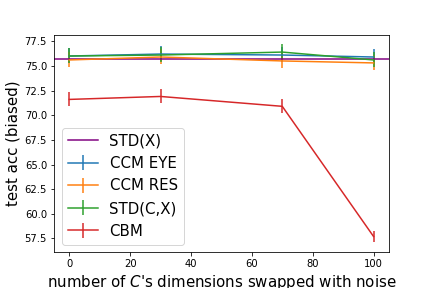 77.5
75.0
72.5
70.0
67.5
65.0
62.5
60.0
57.5
test acc (biased)
STD(X)
CCM EYE
CCM RES
STD(C,X)
CBM
0 20 40 60 80 100
number of C's dimensions swapped with noise